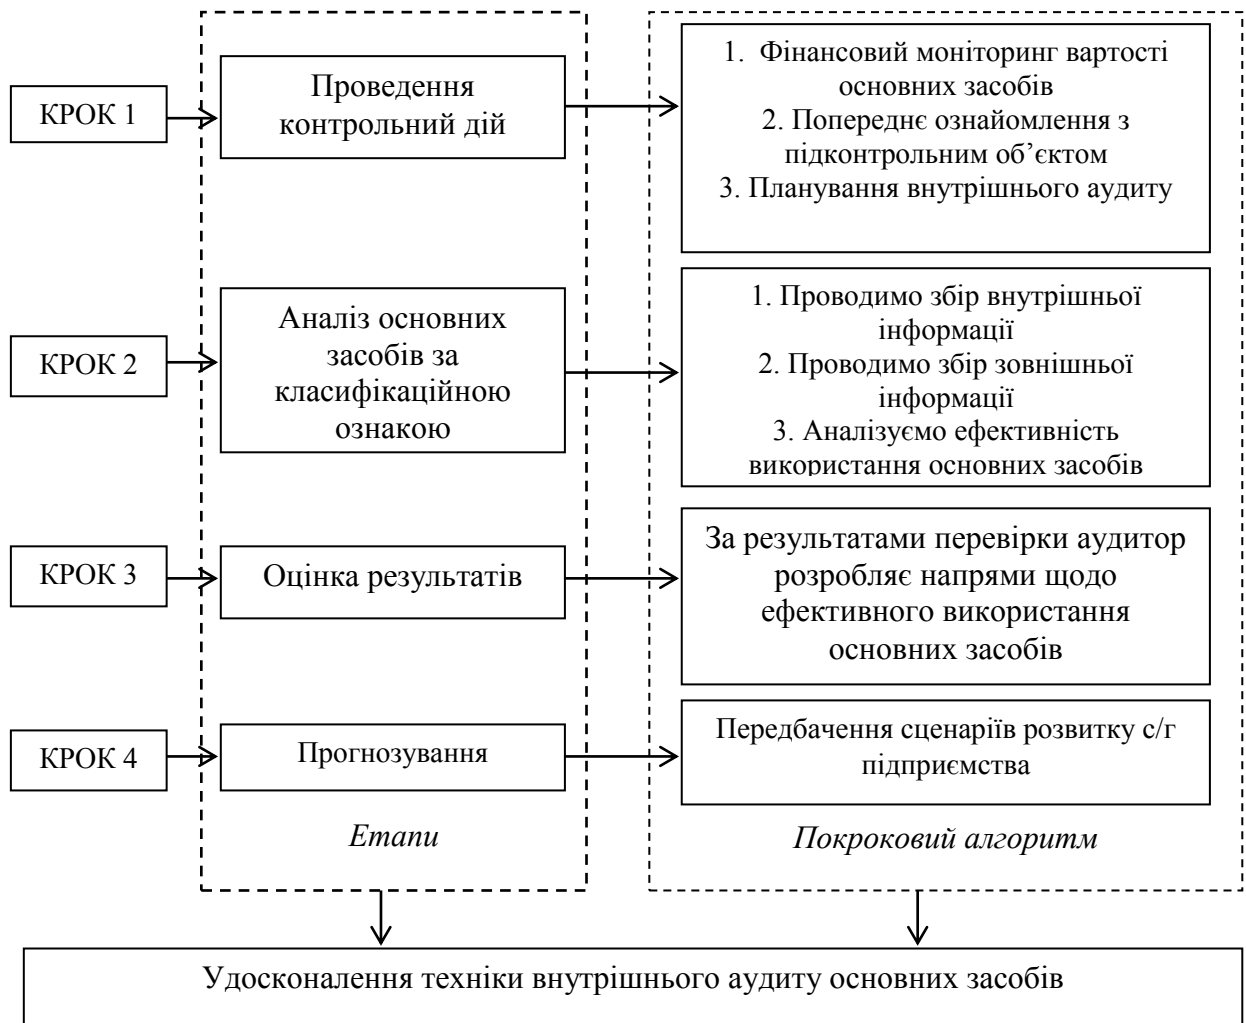 КРОК 1
Проведення
контрольний дій
1. Фінансовий моніторинг вартості
основних засобів
2. Попереднє ознайомлення з
підконтрольним об’єктом
3. Планування внутрішнього аудиту
КРОК 2
Аналіз основних
засобів за
класифікаційною
ознакою
1. Проводимо збір внутрішньої
інформації
2. Проводимо збір зовнішньої
інформації
3. Аналізуємо ефективність
використання основних засобів
КРОК 3
Оцінка результатів
За результатами перевірки аудитор
розробляє напрями щодо
ефективного використання
основних засобів
КРОК 4
Прогнозування
Передбачення сценаріїв розвитку с/г
підприємства
Етапи
Покроковий алгоритм
Удосконалення техніки внутрішнього аудиту основних засобів